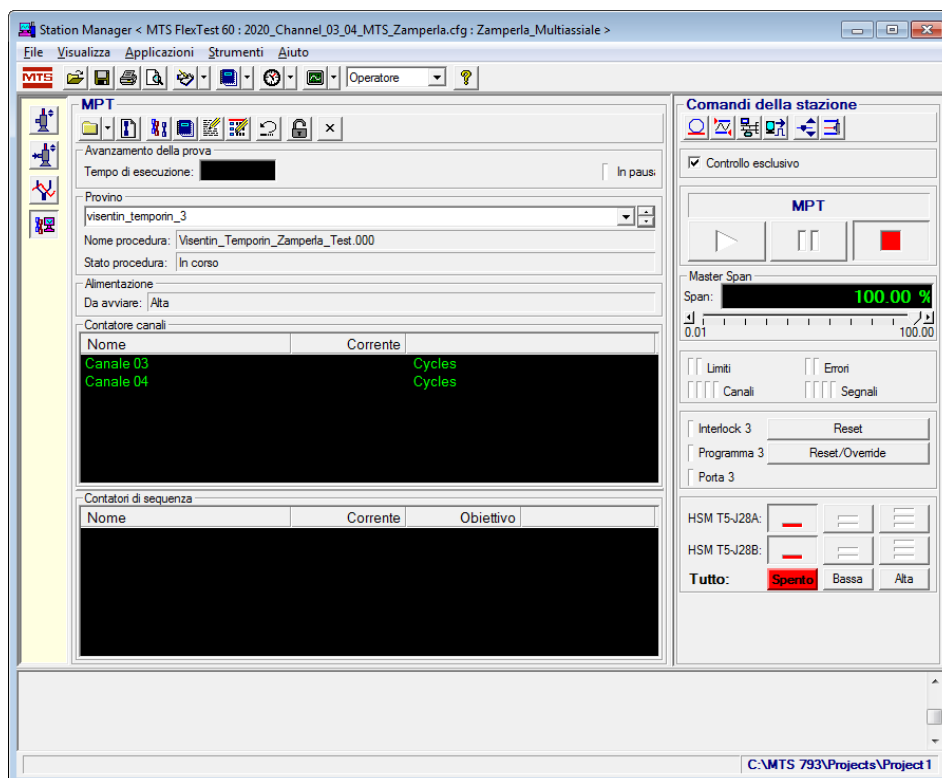 Station Manager < MTS FlexTest 60 : 2020_Channel_03_04_MTS_Zamperla.cfg : Zamperla_Multiassiale >
File Visualizza Applicazioni Strumenti Aiuto
MTS Operatore
MPT
Avanzamento della prova
Tempo di esecuzione: In paus
Provino
visentin_temporin_3
Nome procedura: Visentin_Temporin_Zamperla_Test.000
Stato procedura: In corso
Alimentazione
Da avviare: Alta
Contatore canali
Nome Corrente
Canale 03 Cycles
Canale 04 Cycles
Contatori di sequenza
Nome Corrente Obiettivo
Comandi della stazione
Controllo esclusivo
MPT
Master Span
Span: 100.00 %
0.01 100.00
Limiti Errori
Canali Segnali
Interlock 3 Reset
Programma 3 Reset/Override
Porta 3
HSM T5-J28A:
HSM T5-J28B:
Tutto: Spento Bassa Alta
C:\MTS 793\Projects\Project1